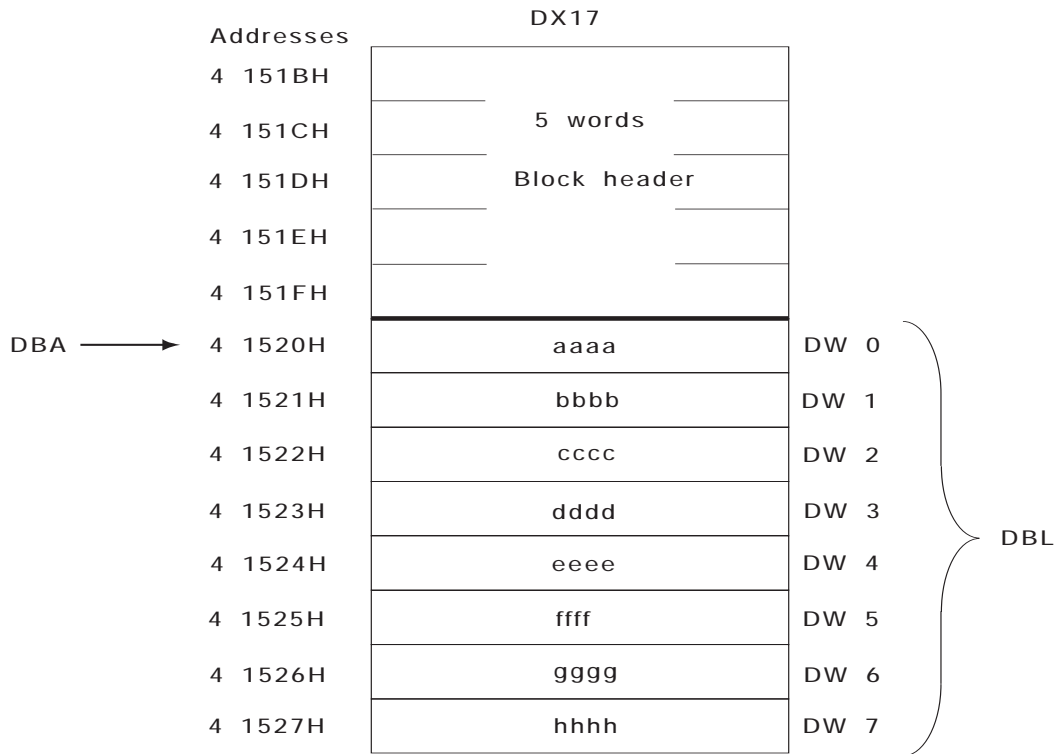 DX17
Addresses
4 151BH
4 151CH 5 words
4 151DH Block header
4 151EH
4 151FH
DBA 4 1520H aaaa DW 0
4 1521H bbbb DW 1
4 1522H cccc DW 2
4 1523H dddd DW 3
DBL
4 1524H eeee DW 4
4 1525H ffff DW 5
4 1526H gggg DW 6
4 1527H hhhh DW 7